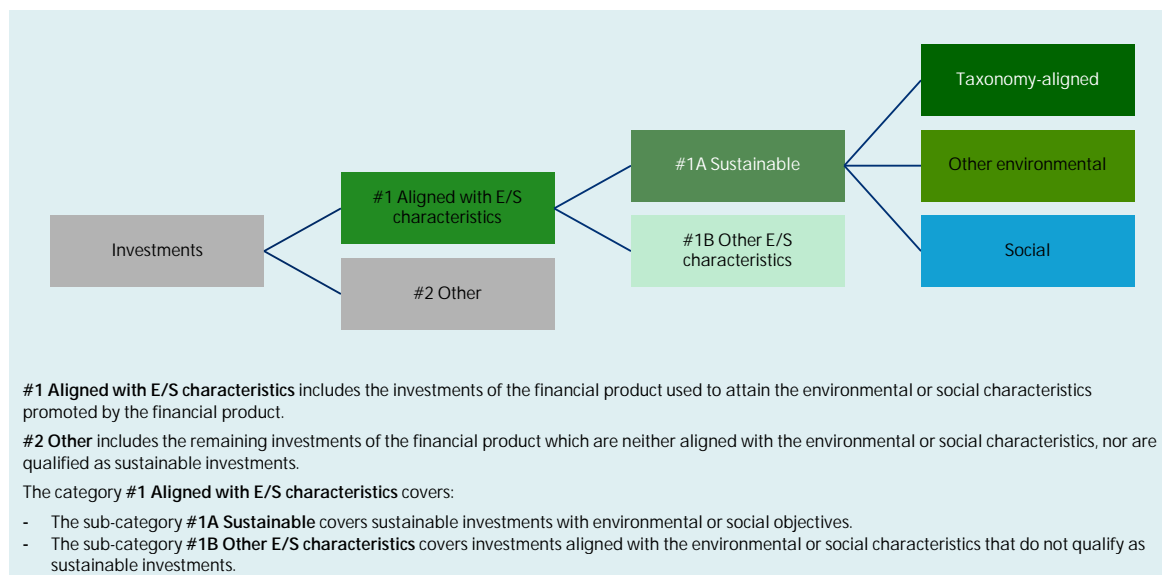 Taxonomy-aligned
#1A Sustainable
Other environmental
#1 Aligned with E/S
characteristics
Investments
#1B Other E/S
characteristics
Social
#2 Other
#1 Aligned with E/S characteristics includes the investments of the financial product used to attain the environmental or social characteristics
promoted by the financial product.
#2 Other includes the remaining investments of the financial product which are neither aligned with the environmental or social characteristics, nor are
qualified as sustainable investments.
The category #1 Aligned with E/S characteristics covers:
- The sub-category #1A Sustainable covers sustainable investments with environmental or social objectives.
- The sub-category #1B Other E/S characteristics covers investments aligned with the environmental or social characteristics that do not qualify as
sustainable investments.